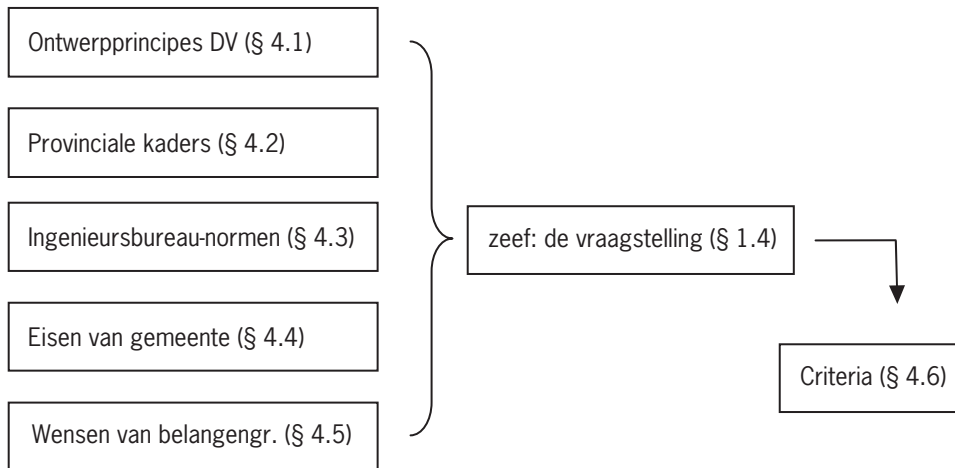 Ontwerpprincipes DV (§ 4.1)
Provinciale kaders (§ 4.2)
Ingenieursbureau-normen (§ 4.3)
Eisen van gemeente (§ 4.4)
Wensen van belangengr. (§ 4.5)
zeef: de vraagstelling (§ 1.4)
Criteria (§ 4.6)